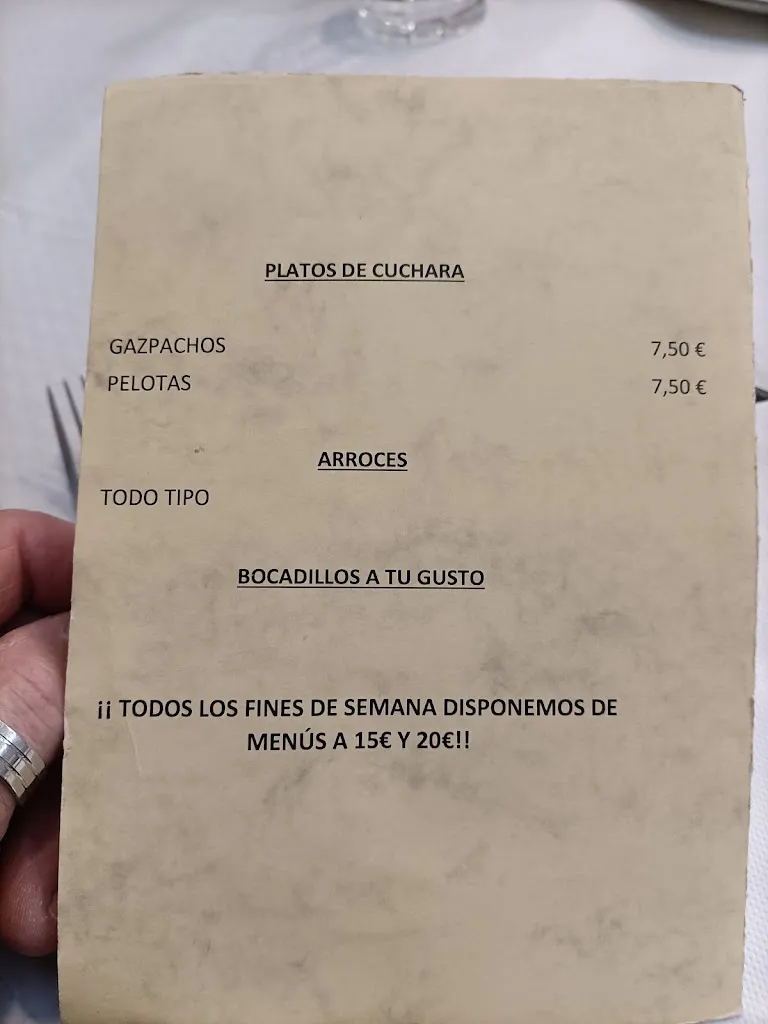 PLATOS DE CUCHARA
GAZPACHOS 7,50 €
PELOTAS 7,50 €
ARROCES
TODO TIPO
BOCADILLOS A TU GUSTO
¡¡ TODOS LOS FINES DE SEMANA DISPONEMOS DE
MENÚS A 15€ Y 20€!!